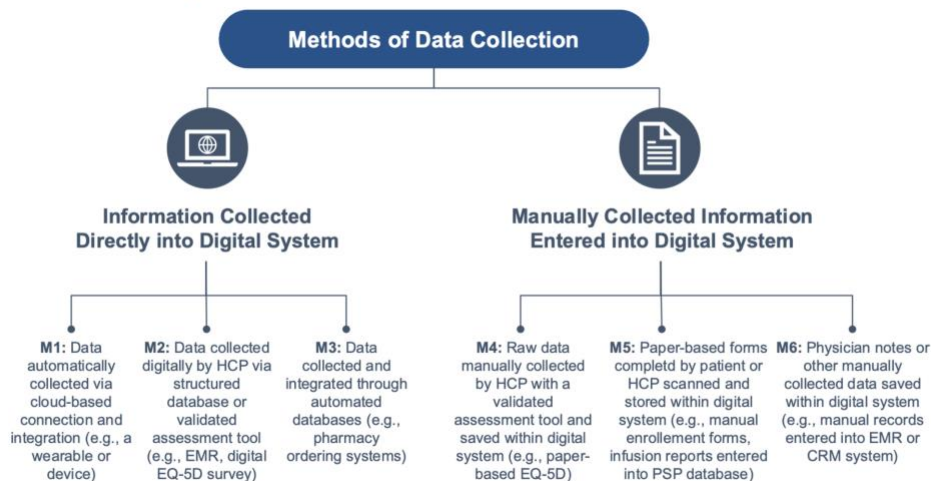 Methods of Data Collection
Information Collected
Directly into Digital System
Manually Collected Information
Entered into Digital System
M1: Data
automatically
collected via
cloud-based
connection and
integration (e.g., a
wearable or
device)
M2: Data collected
digitally by HCP via
structured
database or
validated
assessment tool
(e.g., EMR, digital
EQ-5D survey)
M3: Data
collected and
integrated through
automated
databases (e.g.,
pharmacy
ordering systems)
M4: Raw data
manually collected
by HCP with a
validated
assessment tool and
saved within digital
system (e.g., paper-
based EQ-5D)
M5: Paper-based forms
completd by patient or
HCP scanned and
stored within digital
system (e.g., manual
enrollement forms,
infusion reports entered
into PSP database)
M6: Physician notes or
other manually
collected data saved
within digital system
(e.g., manual records
entered into EMR or
CRM system)